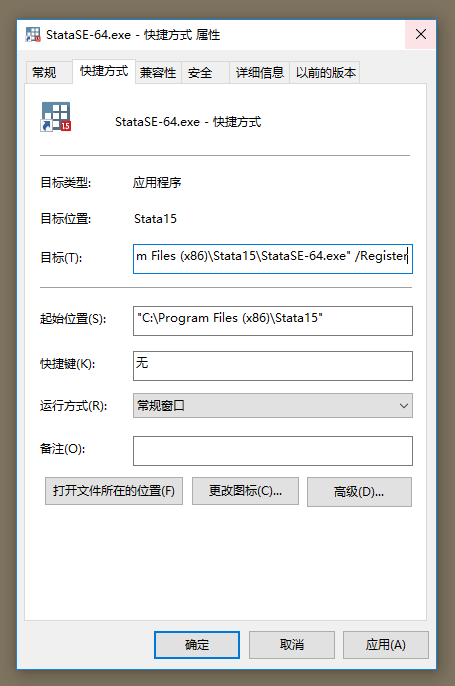 StataSE-64.exe - 快捷方式 属性
常规 快捷方式 兼容性 安全 详细信息 以前的版本
15
StataSE-64.exe - 快捷方式
目标类型: 应用程序
目标位置: Stata15
目标(T): m Files (x86)\Stata15\StataSE-64.exe" /Register
起始位置(S): "C:\Program Files (x86)\Stata15"
快捷键(K): 无
运行方式(R): 常规窗口
备注(O):
打开文件所在的位置(F) 更改图标(C)... 高级(D)...
确定 取消 应用(A)